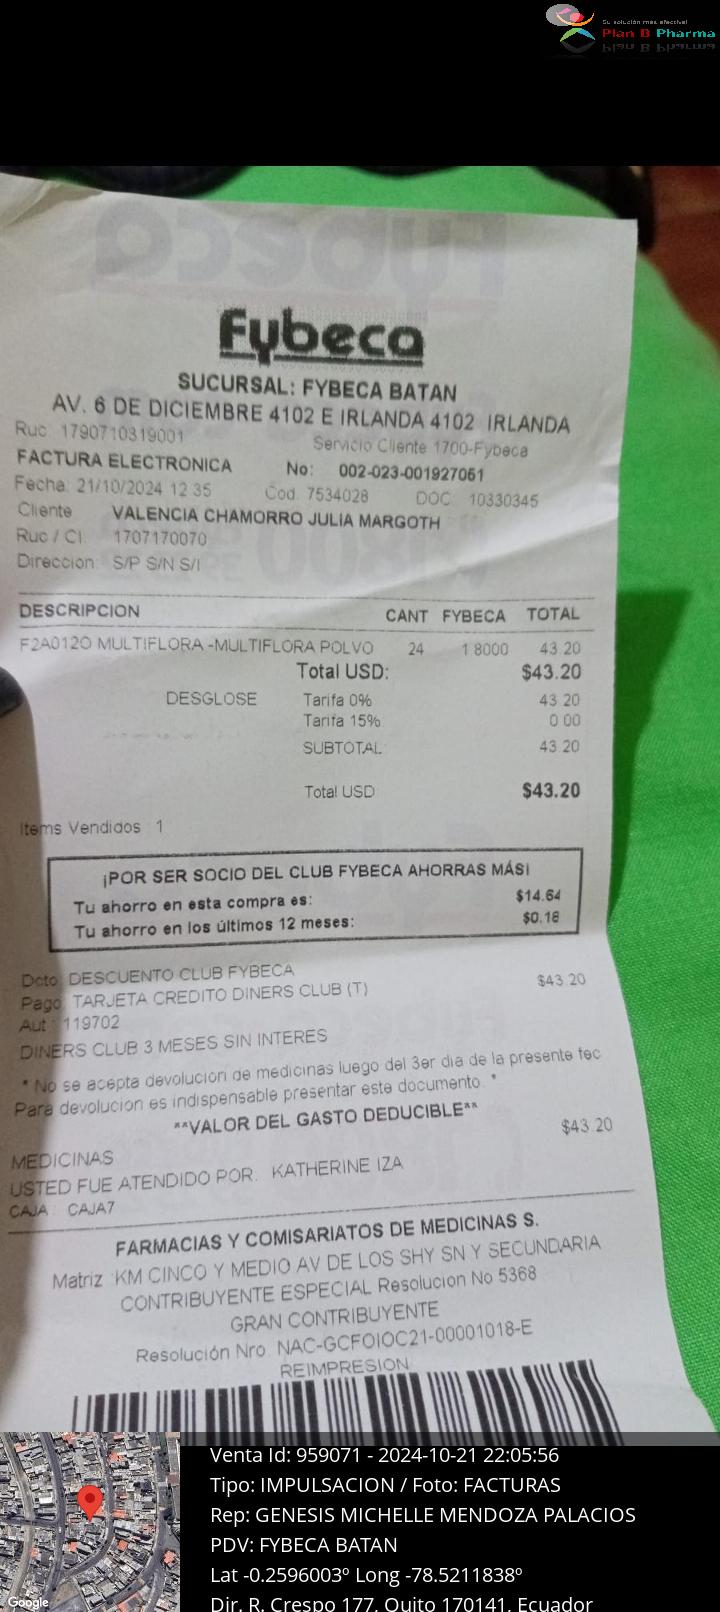 Su solución más efectiva!
Plan B Pharma
Fybeca
SUCURSAL: FYBECA BATAN
AV. 6 DE DICIEMBRE 4102 E IRLANDA 4102 IRLANDA
Ruc: 1790710319001 Servicio Cliente 1700-Fybeca
FACTURA ELECTRONICA No: 002-023-001927061
Fecha: 21/10/2024 12 35 Cod. 7534028 DOC 10330345
Cliente VALENCIA CHAMORRO JULIA MARGOTH
Ruc / CI. 1707170070
Direccion: S/P S/N S/I
DESCRIPCION CANT FYBECA TOTAL
F2A012O MULTIFLORA -MULTIFLORA POLVO 24 1.8000 43.20
Total USD: $43.20
DESGLOSE Tarifa 0% 43.20
Tarifa 15% 0.00
SUBTOTAL: 43.20
Total USD $43.20
Items Vendidos : 1
¡POR SER SOCIO DEL CLUB FYBECA AHORRAS MÁS!
Tu ahorro en esta compra es: $14.64
Tu ahorro en los últimos 12 meses: $0.18
Dcto: DESCUENTO CLUB FYBECA
Pago: TARJETA CREDITO DINERS CLUB (T) $43.20
Aut : 119702
DINERS CLUB 3 MESES SIN INTERES
* No se acepta devolución de medicinas luego del 3er día de la presente fec
Para devolución es indispensable presentar este documento. *
**VALOR DEL GASTO DEDUCIBLE**
MEDICINAS $43.20
USTED FUE ATENDIDO POR: KATHERINE IZA
CAJA: CAJA7
FARMACIAS Y COMISARIATOS DE MEDICINAS S.
Matriz :KM CINCO Y MEDIO AV DE LOS SHY SN Y SECUNDARIA
CONTRIBUYENTE ESPECIAL Resolucion No 5368
GRAN CONTRIBUYENTE
Resolución Nro. NAC-GCFOIOC21-00001018-E
REIMPRESION
Venta Id: 959071 - 2024-10-21 22:05:56
Tipo: IMPULSACION / Foto: FACTURAS
Rep: GENESIS MICHELLE MENDOZA PALACIOS
PDV: FYBECA BATAN
Lat -0.2596003º Long -78.5211838º
Dir. R. Crespo 177, Quito 170141, Ecuador
Google